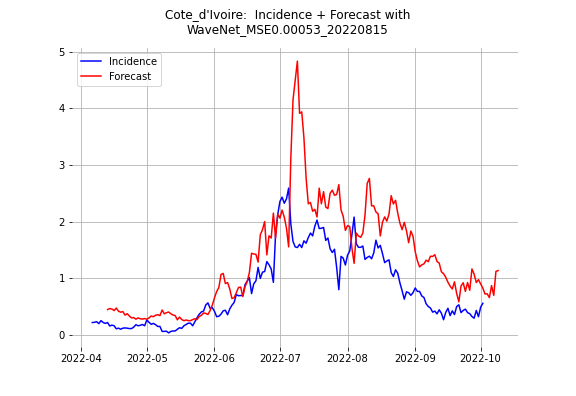 Cote_d'Ivoire:  Incidence + Forecast with
WaveNet_MSE0.00053_20220815
Incidence
Forecast
5
4
3
2
1
0
2022-04 2022-05 2022-06 2022-07 2022-08 2022-09 2022-10